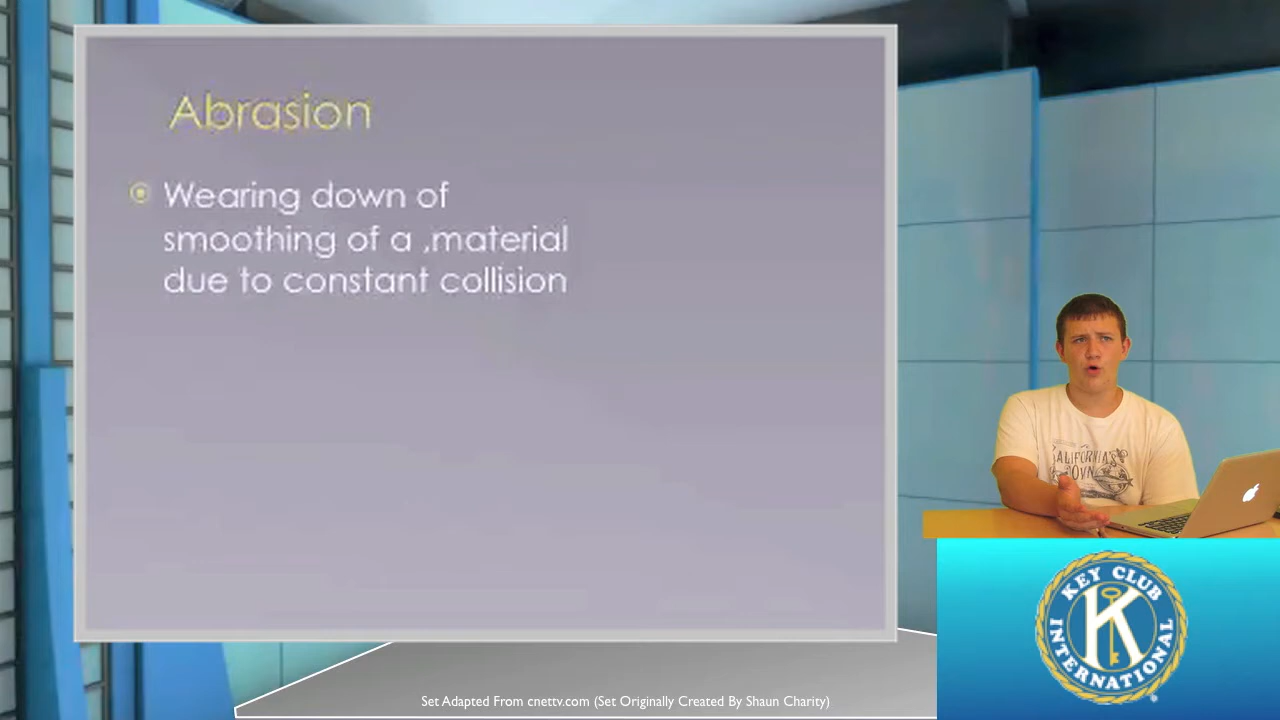 Abrasion
Wearing down of
smoothing of a ,material
due to constant collision
KEY CLUB
K
INTERNATIONAL
Set Adapted From cnettv.com (Set Originally Created By Shaun Charity)